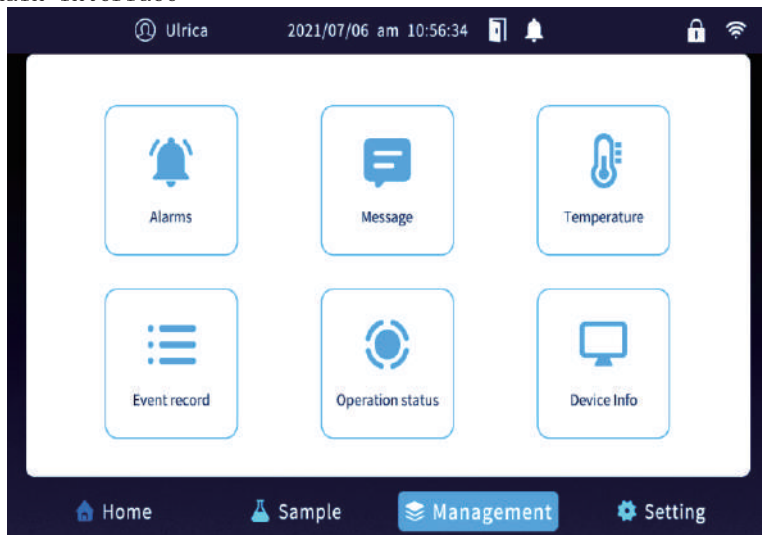 Ulrica 2021/07/06 am 10:56:34
Alarms Message Temperature
Event record Operation status Device Info
Home Sample Management Setting